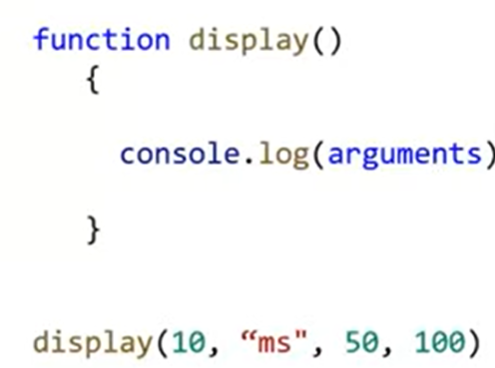 function display()
{
console.log(arguments)
}
display(10, “ms", 50, 100)